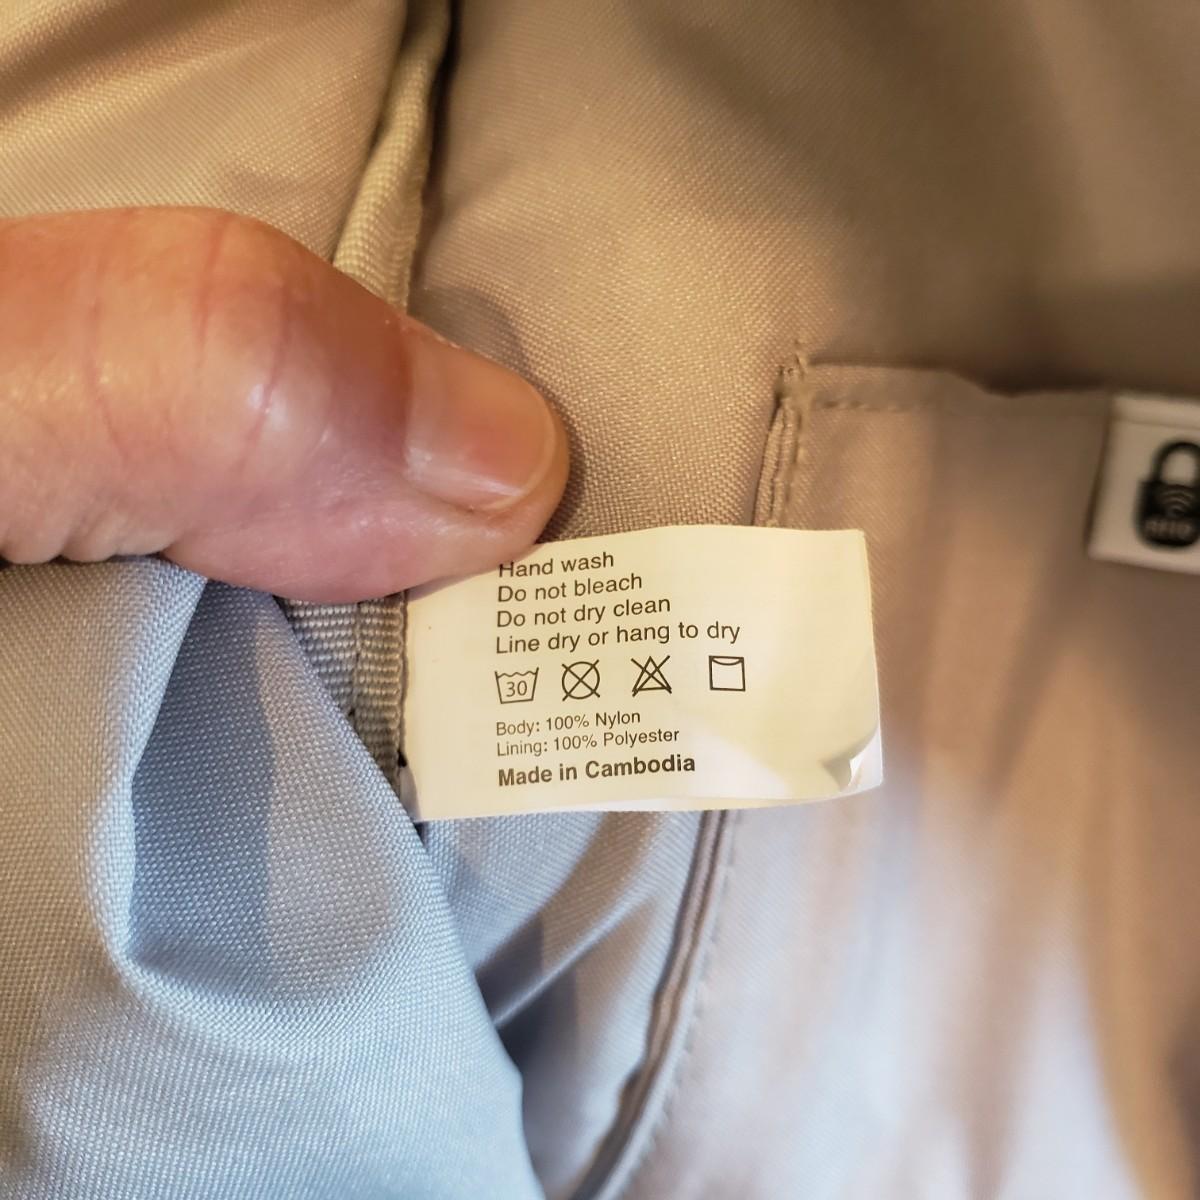 Hand wash
Do not bleach
Do not dry clean
Line dry or hang to dry
30
Body: 100% Nylon
Lining: 100% Polyester
Made in Cambodia